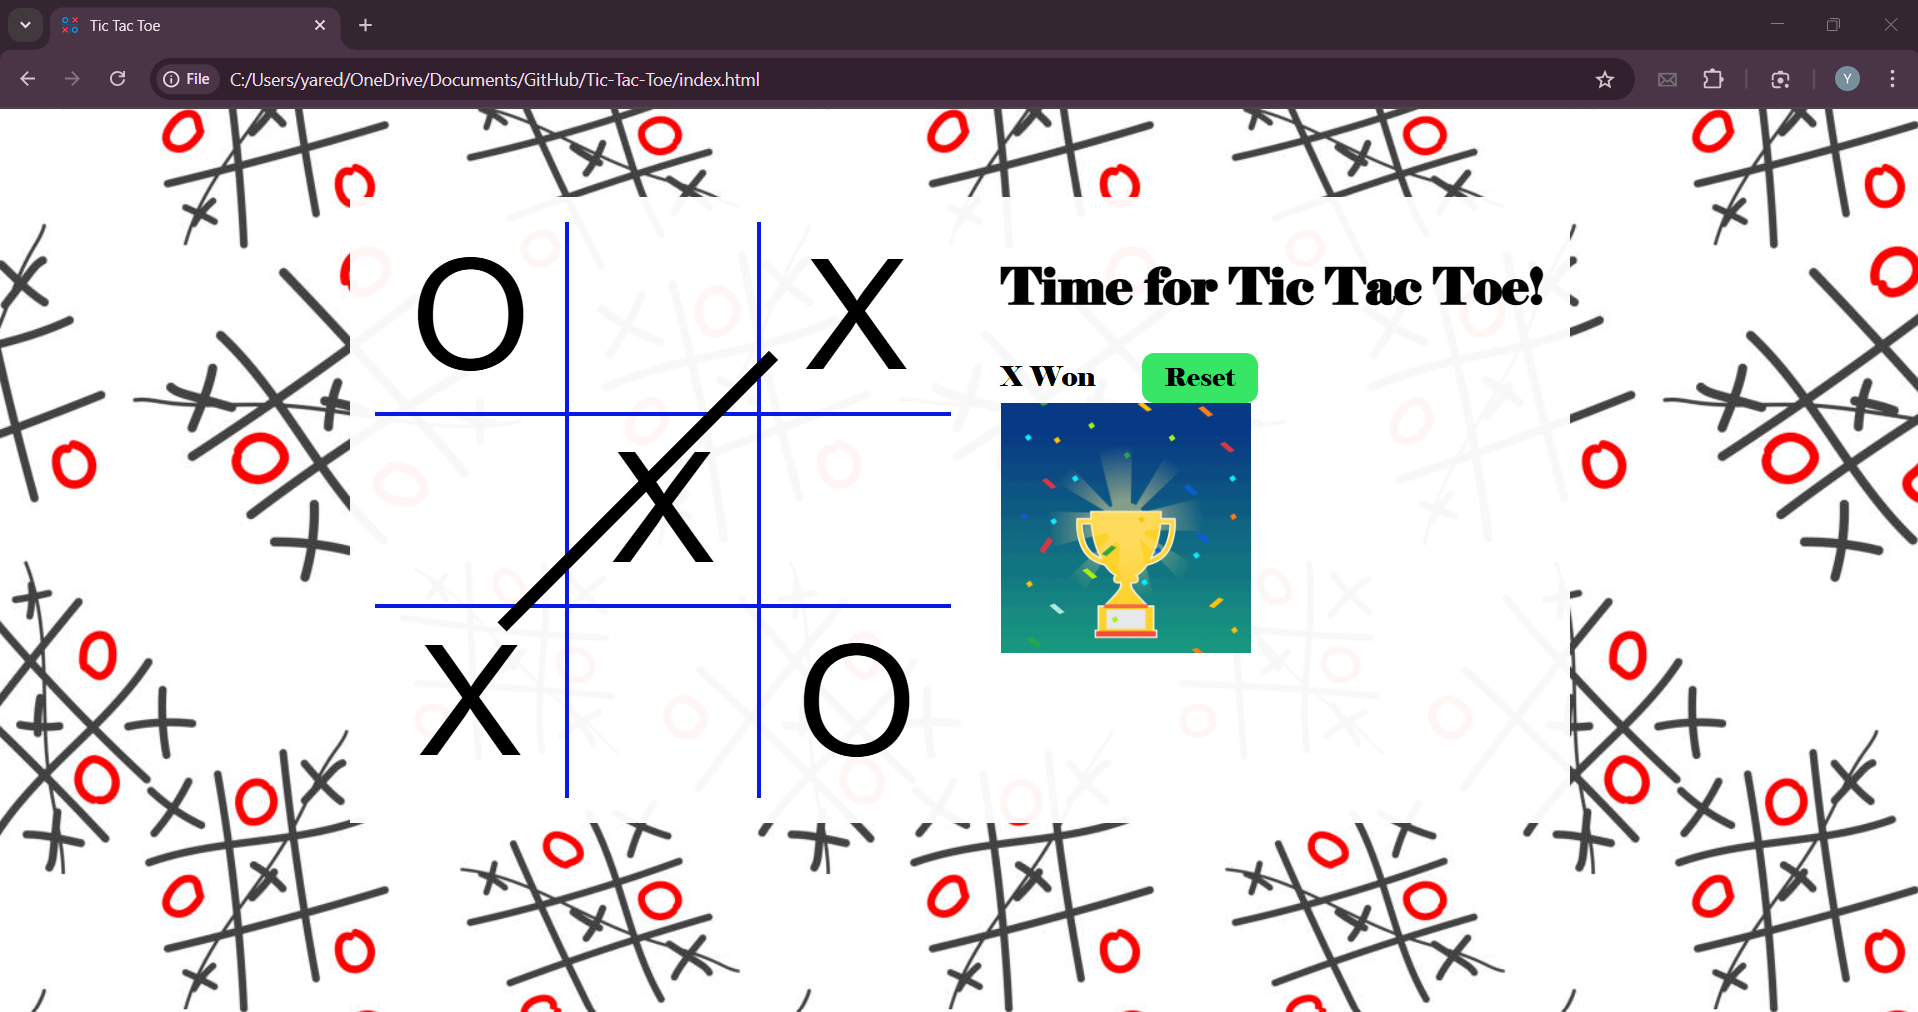 Tic Tac Toe
File
C:/Users/yared/OneDrive/Documents/GitHub/Tic-Tac-Toe/index.html
Y
O X
X
X O
Time for Tic Tac Toe!
X Won
Reset